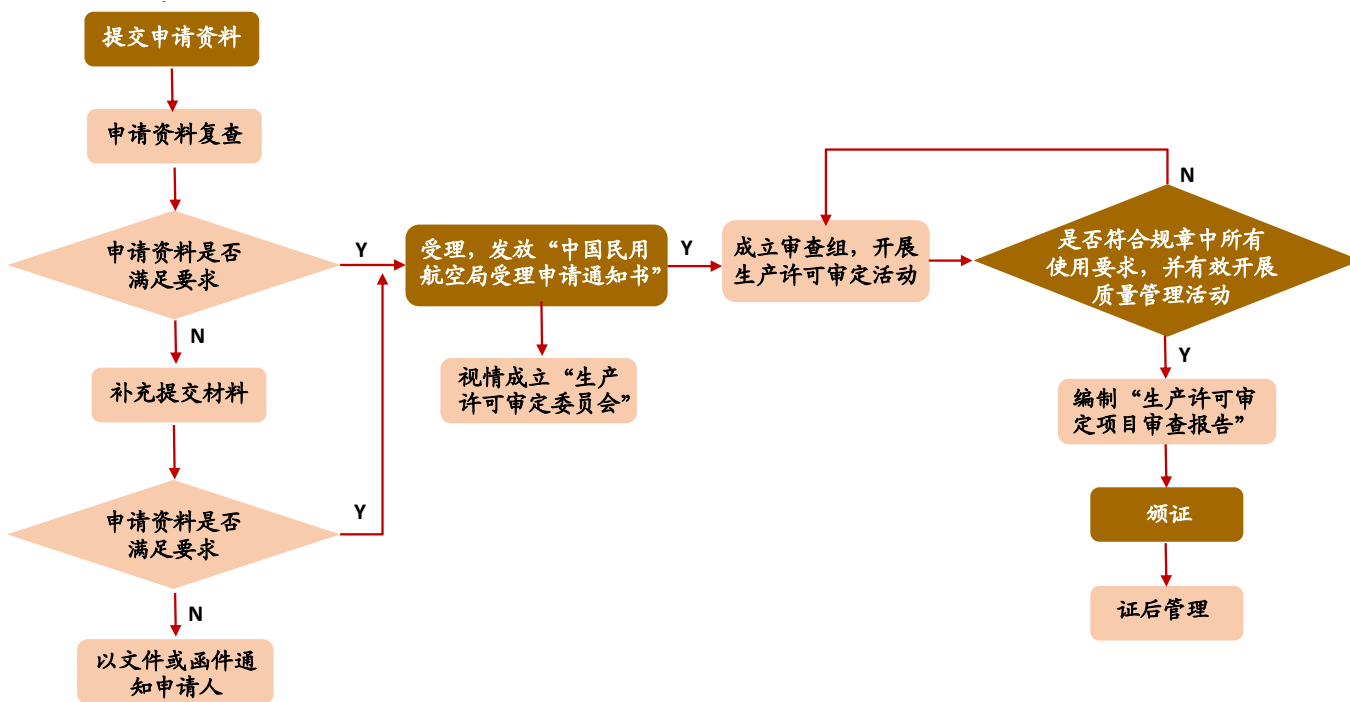 提交申请资料
申请资料复查
申请资料是否
满足要求
Y
N
补充提交材料
申请资料是否
满足要求
Y
N
以文件或函件通
知申请人
受理，发放“中国民用
航空局受理申请通知书”
Y
视情成立“生产
许可审定委员会”
成立审查组，开展
生产许可审定活动
N
是否符合规章中所有
使用要求，并有效开展
质量管理活动
Y
编制“生产许可审
定项目审查报告”
颁证
证后管理